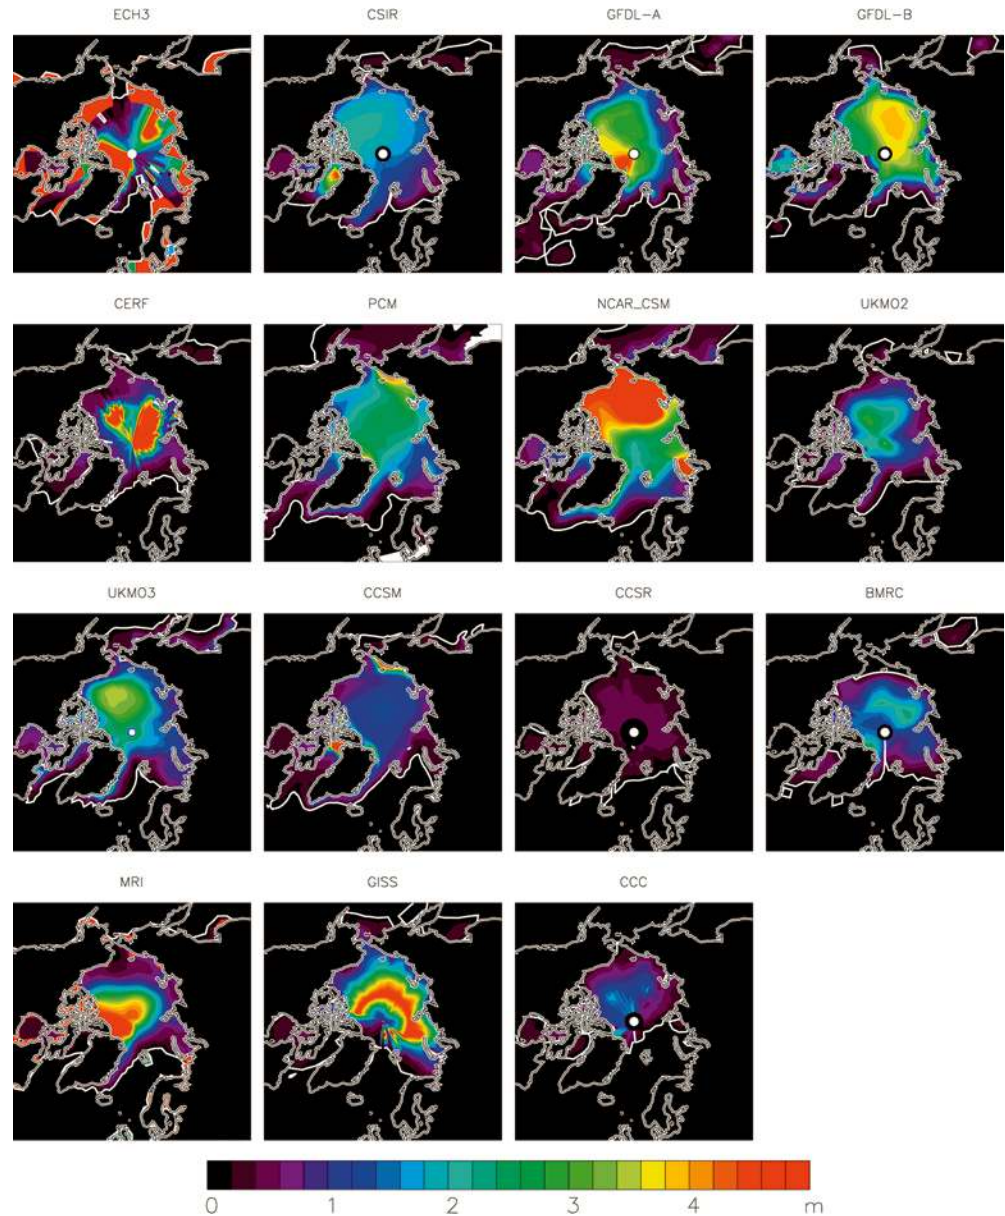 ECH3 CSIR GFDL-A GFDL-B
CERF PCM NCAR_CSM UKMO2
UKMO3 CCSM CCSR BMRC
MRI GISS CCC
0 1 2 3 4 m